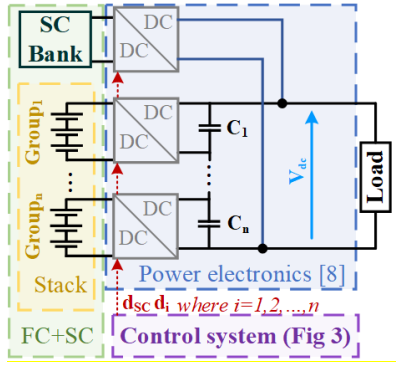 SC
Bank
DC
DC
Group1
DC
DC
C1
...
Groupn
DC
DC
Cn
Vdc
Load
Stack
Power electronics [8]
dSC di where i=1,2,...,n
FC+SC
Control system (Fig 3)